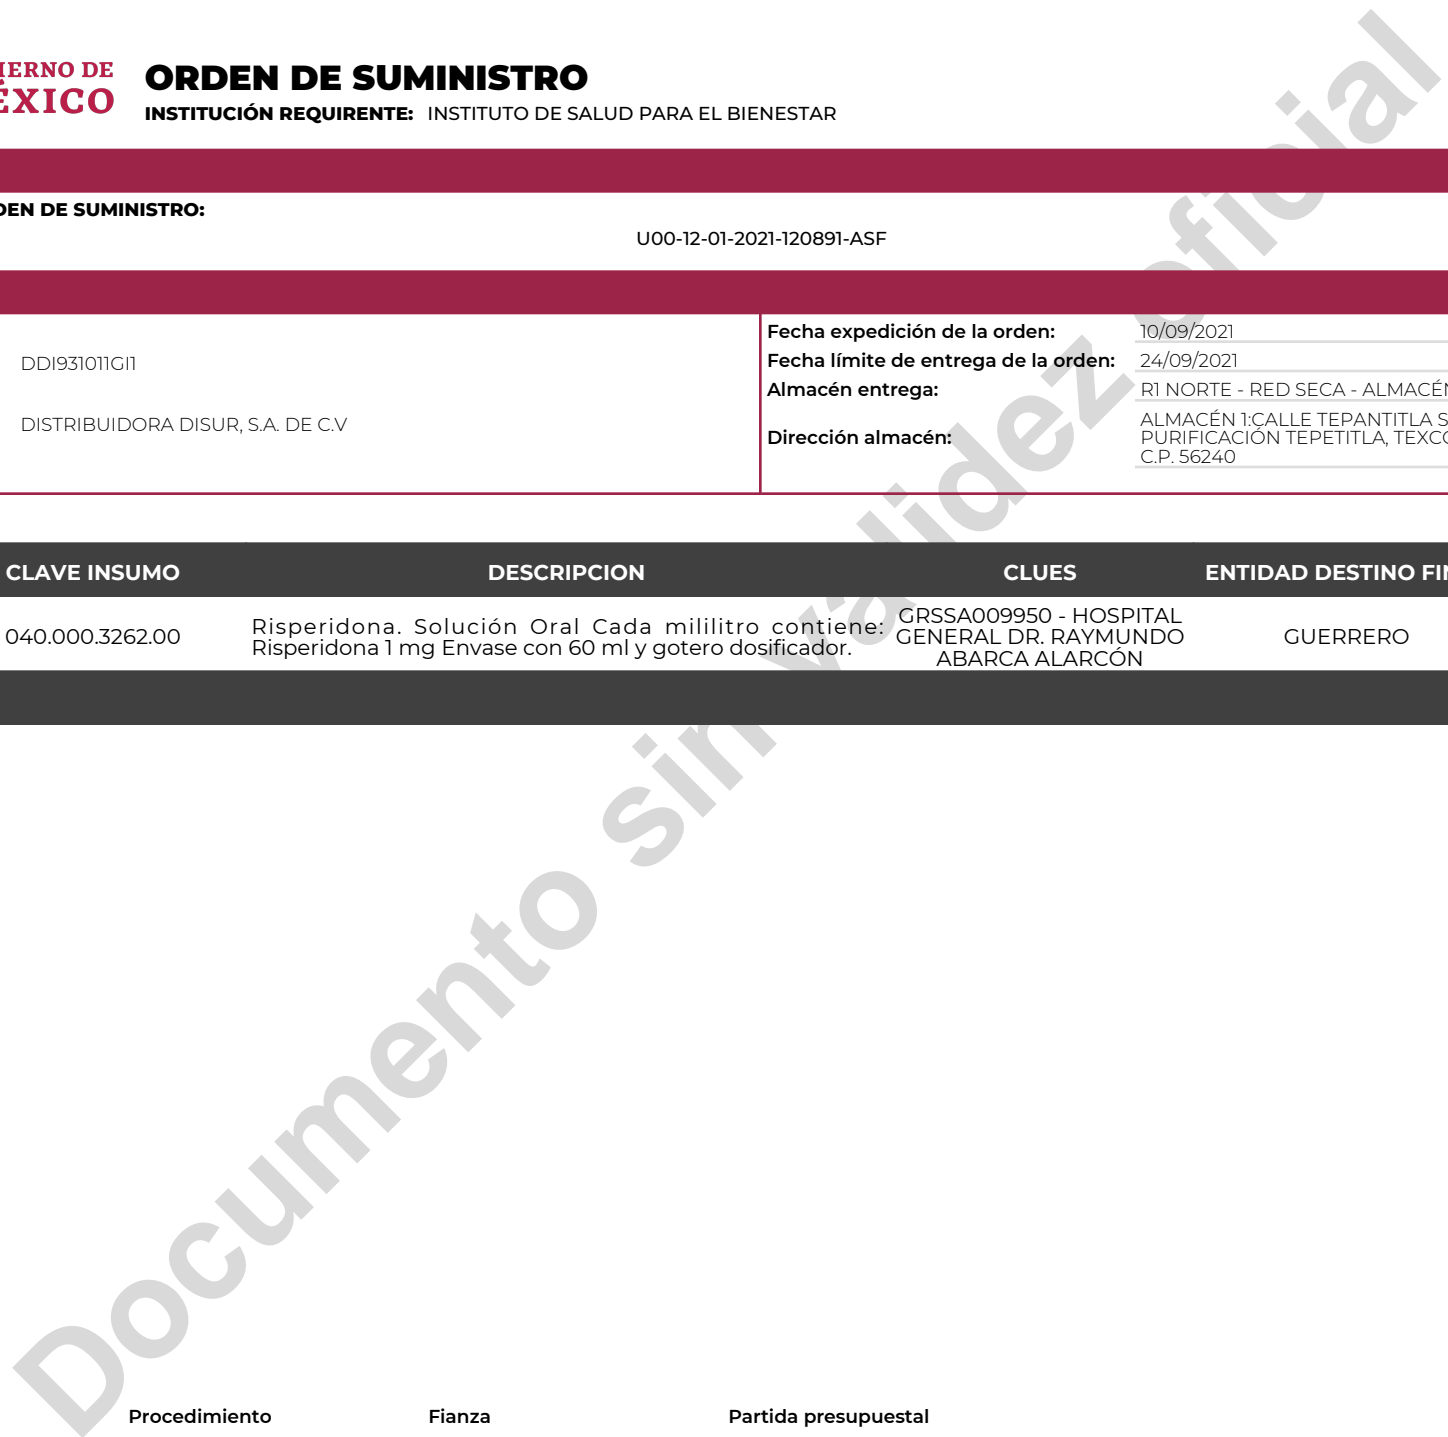 IERNO DE
ÉXICO
ORDEN DE SUMINISTRO
INSTITUCIÓN REQUIRENTE: INSTITUTO DE SALUD PARA EL BIENESTAR
DEN DE SUMINISTRO:
U00-12-01-2021-120891-ASF
DDI931011GI1
DISTRIBUIDORA DISUR, S.A. DE C.V
Fecha expedición de la orden: 10/09/2021
Fecha límite de entrega de la orden: 24/09/2021
Almacén entrega: R1 NORTE - RED SECA - ALMACÉN
Dirección almacén:
ALMACÉN 1:CALLE TEPANTITLA S
PURIFICACIÓN TEPETITLA, TEXCO
C.P. 56240
CLAVE INSUMO DESCRIPCION CLUES ENTIDAD DESTINO FIN
040.000.3262.00
Risperidona. Solución Oral Cada mililitro contiene:
Risperidona 1 mg Envase con 60 ml y gotero dosificador.
GRSSA009950 - HOSPITAL
GENERAL DR. RAYMUNDO
ABARCA ALARCÓN
GUERRERO
Documento sin validez oficial
Procedimiento Fianza Partida presupuestal